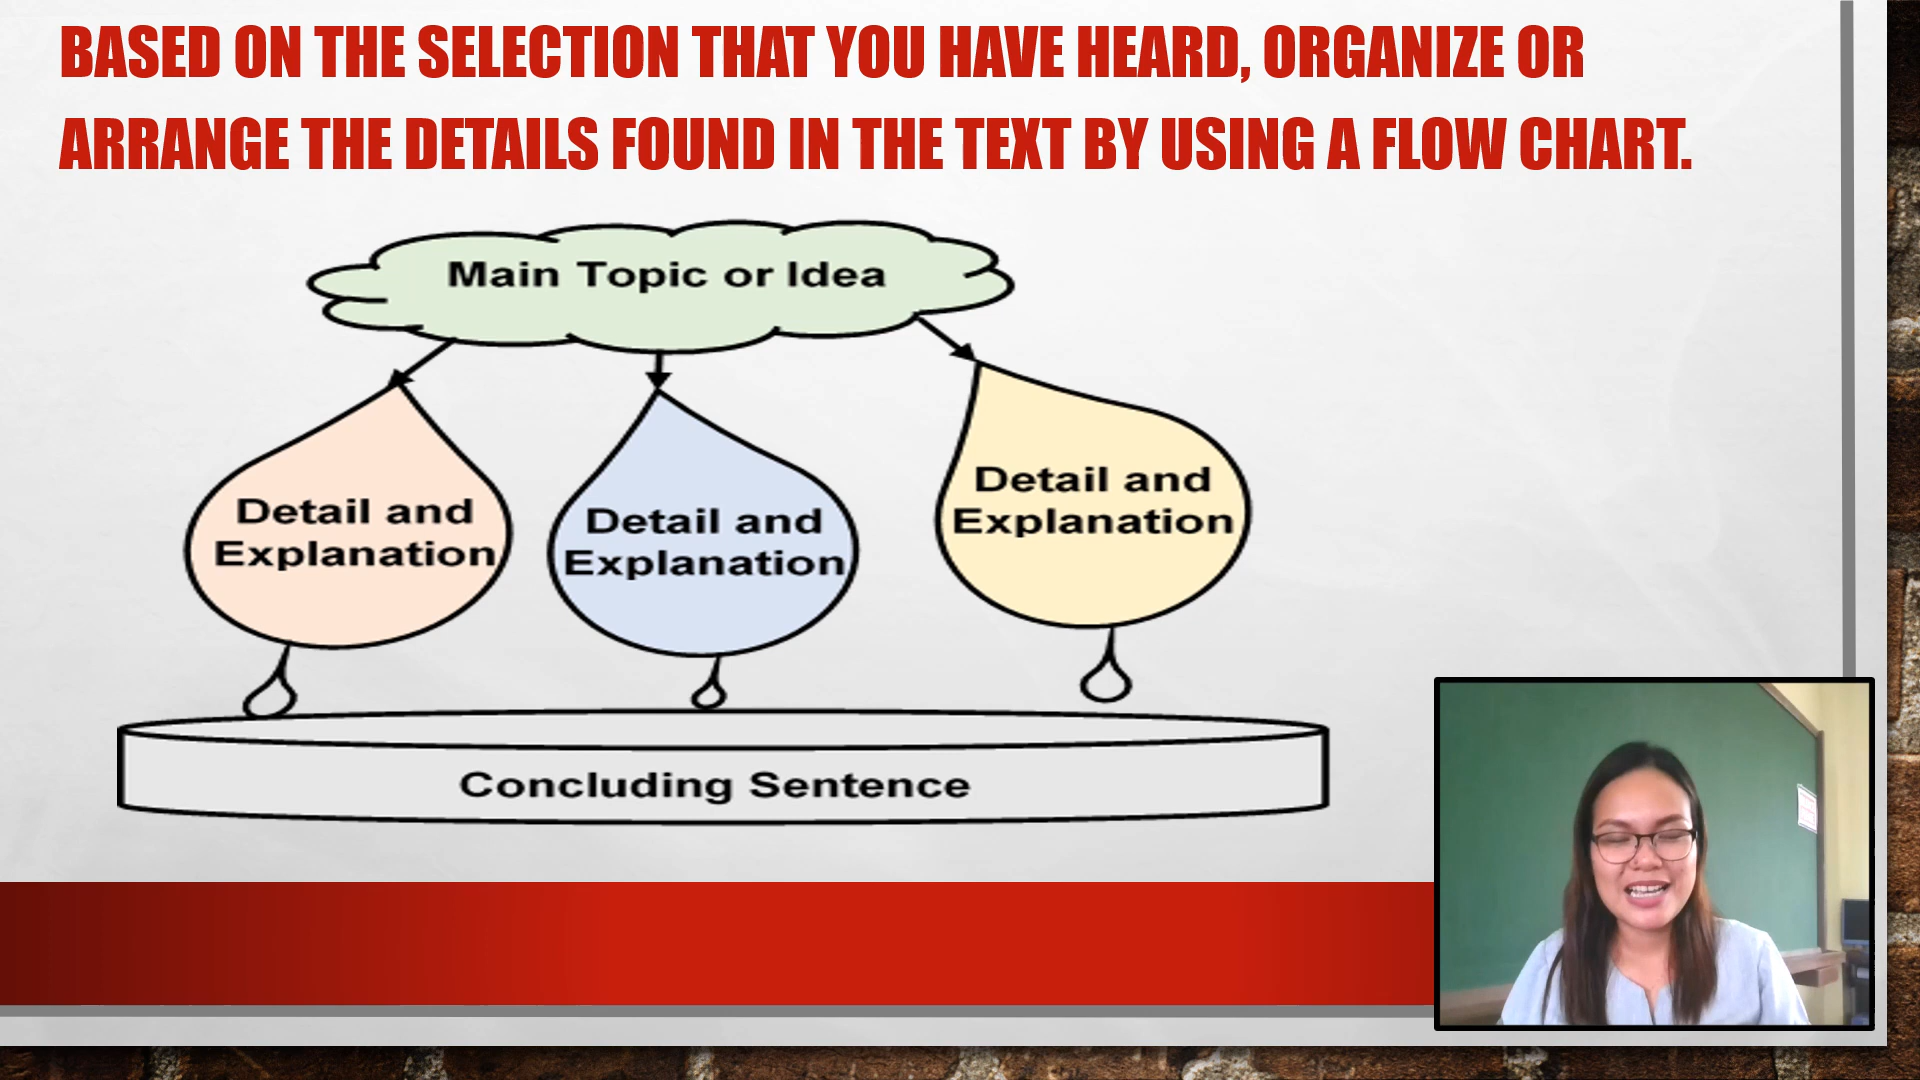 BASED ON THE SELECTION THAT YOU HAVE HEARD, ORGANIZE OR
ARRANGE THE DETAILS FOUND IN THE TEXT BY USING A FLOW CHART.
Main Topic or Idea
Detail and
Explanation
Detail and
Explanation
Detail and
Explanation
Concluding Sentence